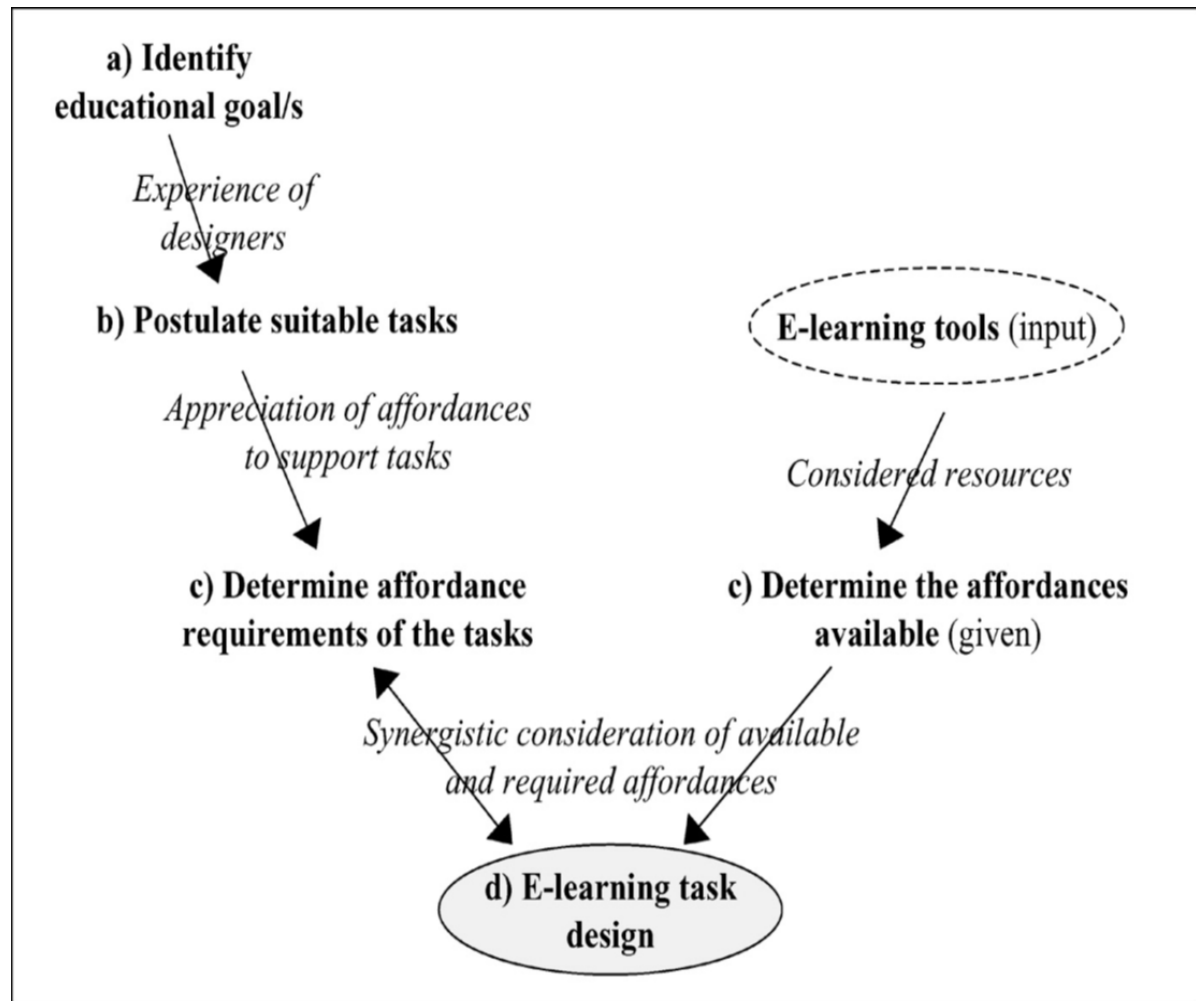 a) Identify
educational goal/s
Experience of
designers
b) Postulate suitable tasks
E-learning tools (input)
Appreciation of affordances
to support tasks
Considered resources
c) Determine affordance
requirements of the tasks
c) Determine the affordances
available (given)
Synergistic consideration of available
and required affordances
d) E-learning task
design